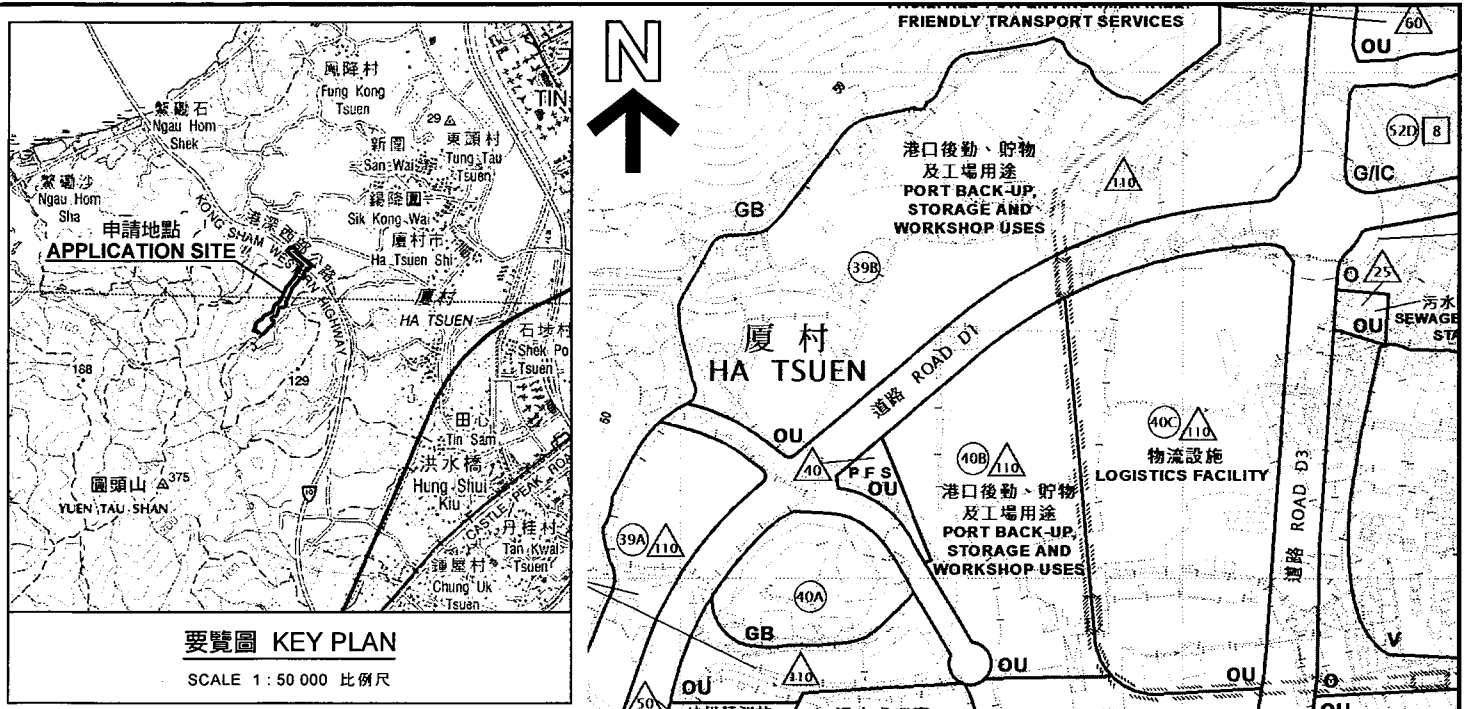 鳳降村
Fung Kong
Tsuen
TIN
鰲磡石
Ngau Hom
Shek
29
新圍
San Wai
東頭村
Tung Tau
Tsuen
鰲磡沙
Ngau Hom
Sha
錫降圍
Sik Kong Wai
申請地點
APPLICATION SITE
港深西部公路
KONG SHAM WESTERN HIGHWAY
廈村市
Ha Tsuen Shi
廈村
HA TSUEN
石埗村
Shek Po
Tsuen
168
129
田心
Tin Sam
洪水橋
Hung Shui
Kiu
圓頭山
375
YUEN TAU SHAN
CASTLE PEAK ROAD
丹桂村
Tan Kwai
Tsuen
鍾屋村
Chung Uk
Tsuen
要覽圖 KEY PLAN
SCALE 1 : 50 000 比例尺
N
FRIENDLY TRANSPORT SERVICES
60
OU
52D
8
G/IC
港口後勤、貯物
及工場用途
PORT BACK-UP,
STORAGE AND
WORKSHOP USES
110
GB
39B
廈村
HA TSUEN
道路 ROAD D1
O
25
污水
OU
SEWAGE
60
OU
40
P F S
OU
40B
110
港口後勤、貯物
及工場用途
PORT BACK-UP,
STORAGE AND
WORKSHOP USES
40C
110
物流設施
LOGISTICS FACILITY
道路 ROAD D3
39A
110
40A
GB
110
OU
50
OU
OU
O
V
OU